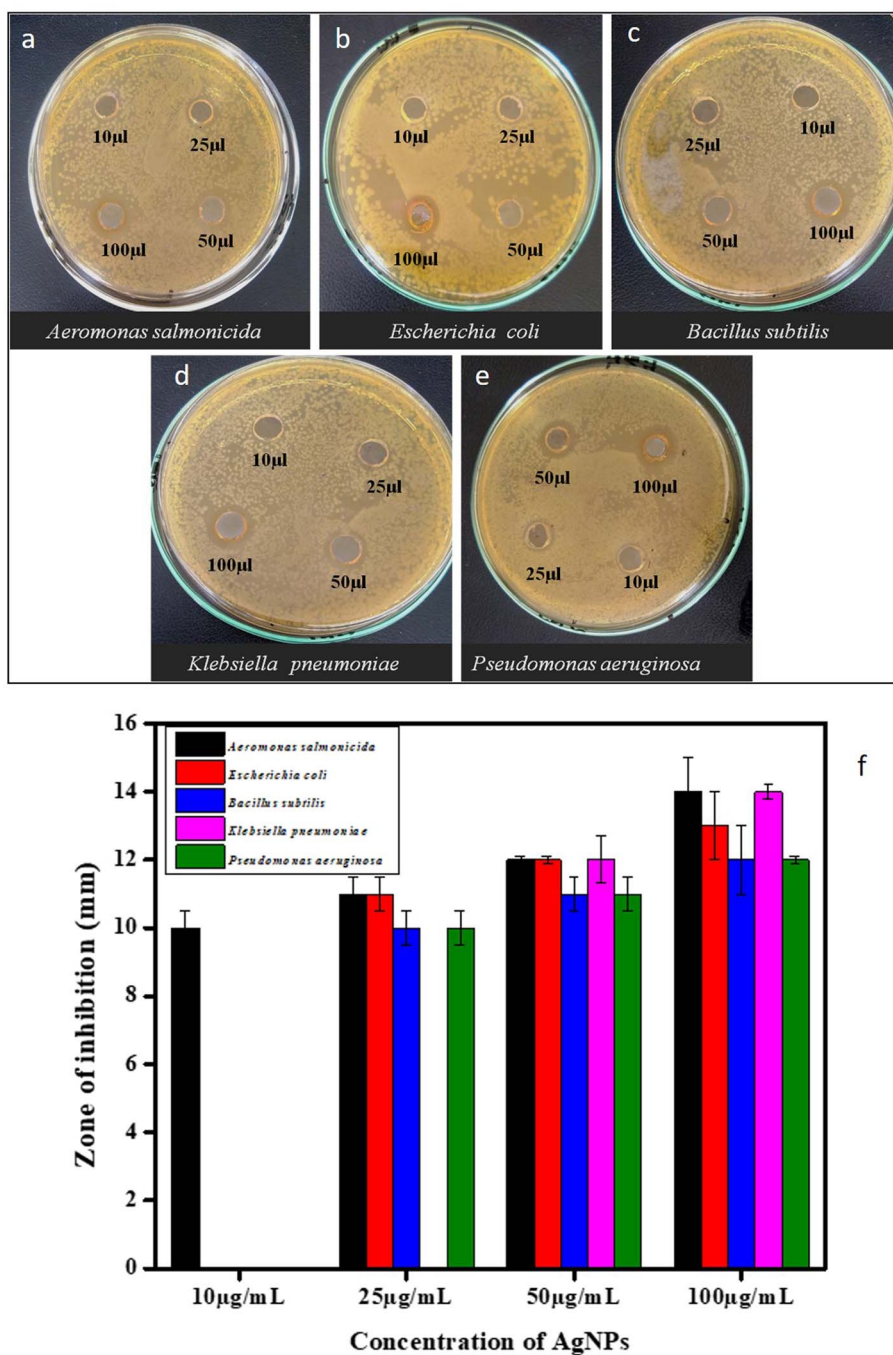 a
10µl
25µl
100µl
50µl
Aeromonas salmonicida
b
10µl
25µl
100µl
50µl
Escherichia coli
c
25µl
10µl
50µl
100µl
Bacillus subtilis
d
10µl
25µl
100µl
50µl
Klebsiella pneumoniae
e
50µl
100µl
25µl
10µl
Pseudomonas aeruginosa
f
Zone of inhibition (mm)
16
14
12
10
8
6
4
2
0
Aeromonas salmonicida
Escherichia coli
Bacillus subtilis
Klebsiella pneumoniae
Pseudomonas aeruginosa
10µg/mL
25µg/mL
50µg/mL
100µg/mL
Concentration of AgNPs